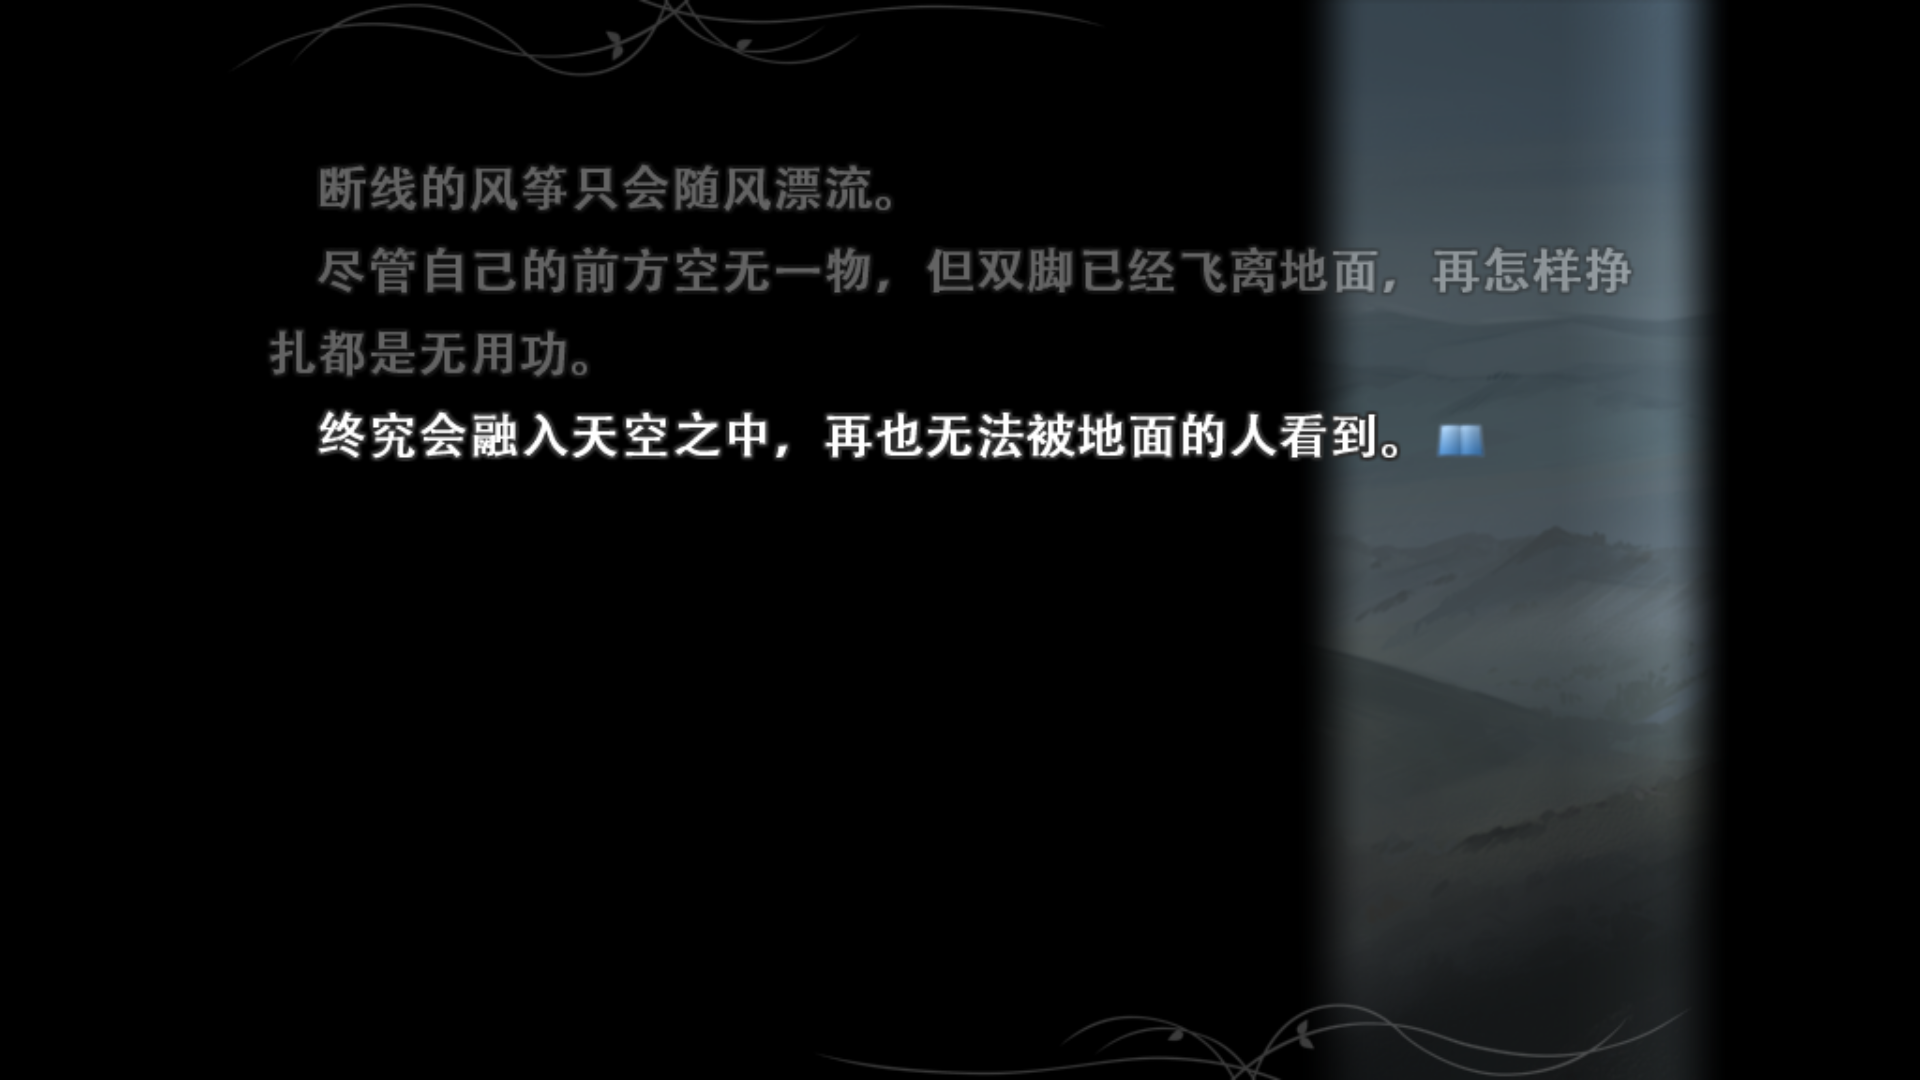 断线的风筝只会随风漂流。
尽管自己的前方空无一物，但双脚已经飞离地面，再怎样挣
扎都是无用功。
终究会融入天空之中，再也无法被地面的人看到。